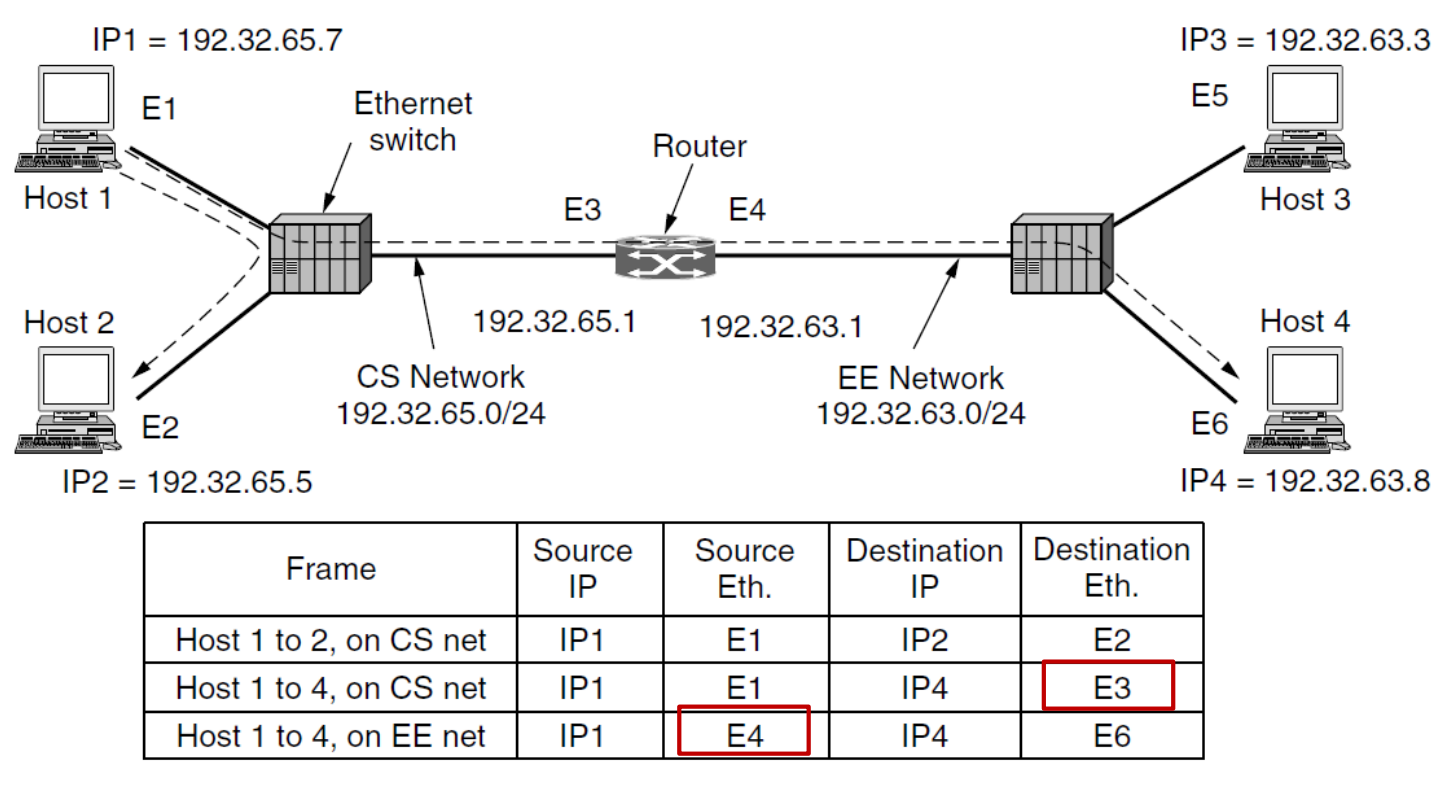 IP1 = 192.32.65.7
IP3 = 192.32.63.3
E1
Ethernet
switch
Router
E5
Host 1
E3
E4
Host 3
Host 2
192.32.65.1
192.32.63.1
Host 4
CS Network
192.32.65.0/24
EE Network
192.32.63.0/24
E2
E6
IP2 = 192.32.65.5
IP4 = 192.32.63.8
Frame
Source
IP
Source
Eth.
Destination
IP
Destination
Eth.
Host 1 to 2, on CS net IP1 E1 IP2 E2
Host 1 to 4, on CS net IP1 E1 IP4 E3
Host 1 to 4, on EE net IP1 E4 IP4 E6